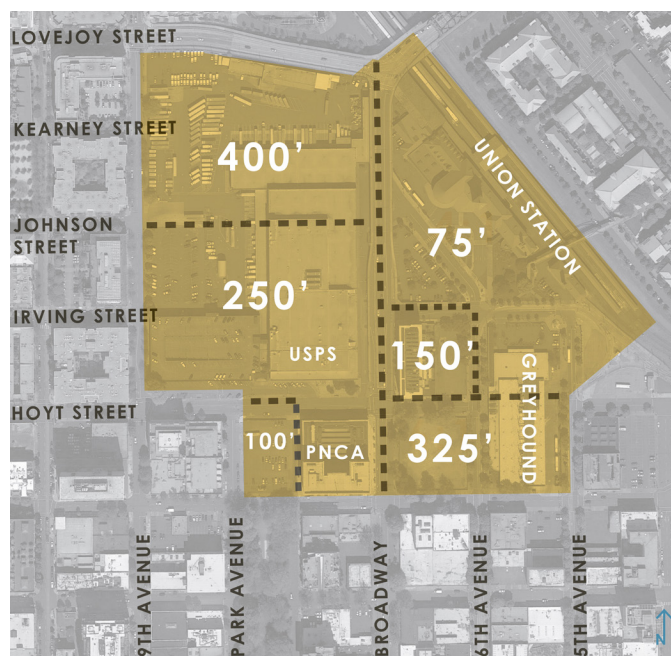 LOVEJOY STREET
KEARNEY STREET
400’
UNION STATION
JOHNSON
STREET
75’
250’
IRVING STREET
USPS
150’
GREYHOUND
HOYT STREET
100’
PNCA
325’
9TH AVENUE
PARK AVENUE
BROADWAY
6TH AVENUE
5TH AVENUE
N